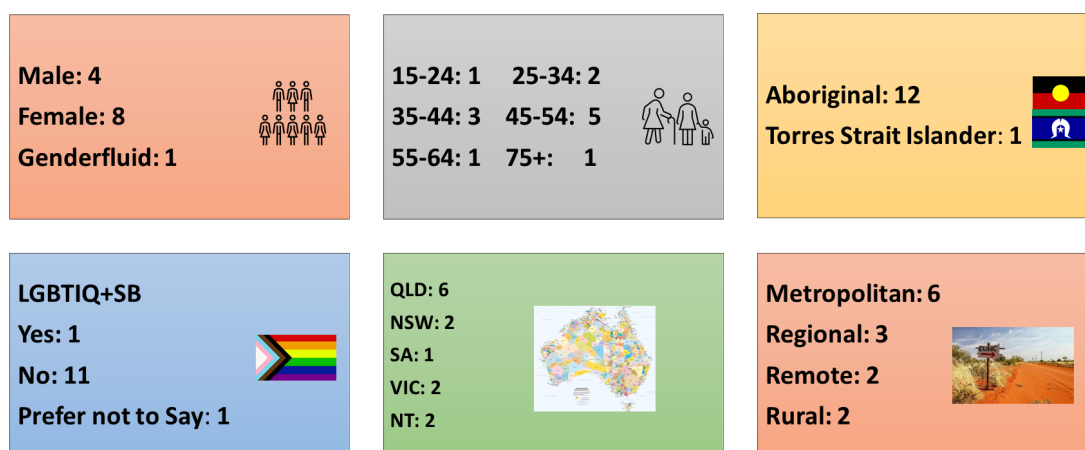 Male: 4
Female: 8
Genderfluid: 1
15-24: 1 25-34: 2
35-44: 3 45-54: 5
55-64: 1 75+: 1
Aboriginal: 12
Torres Strait Islander: 1
LGBTIQ+SB
Yes: 1
No: 11
Prefer not to Say: 1
QLD: 6
NSW: 2
SA: 1
VIC: 2
NT: 2
Metropolitan: 6
Regional: 3
Remote: 2
Rural: 2